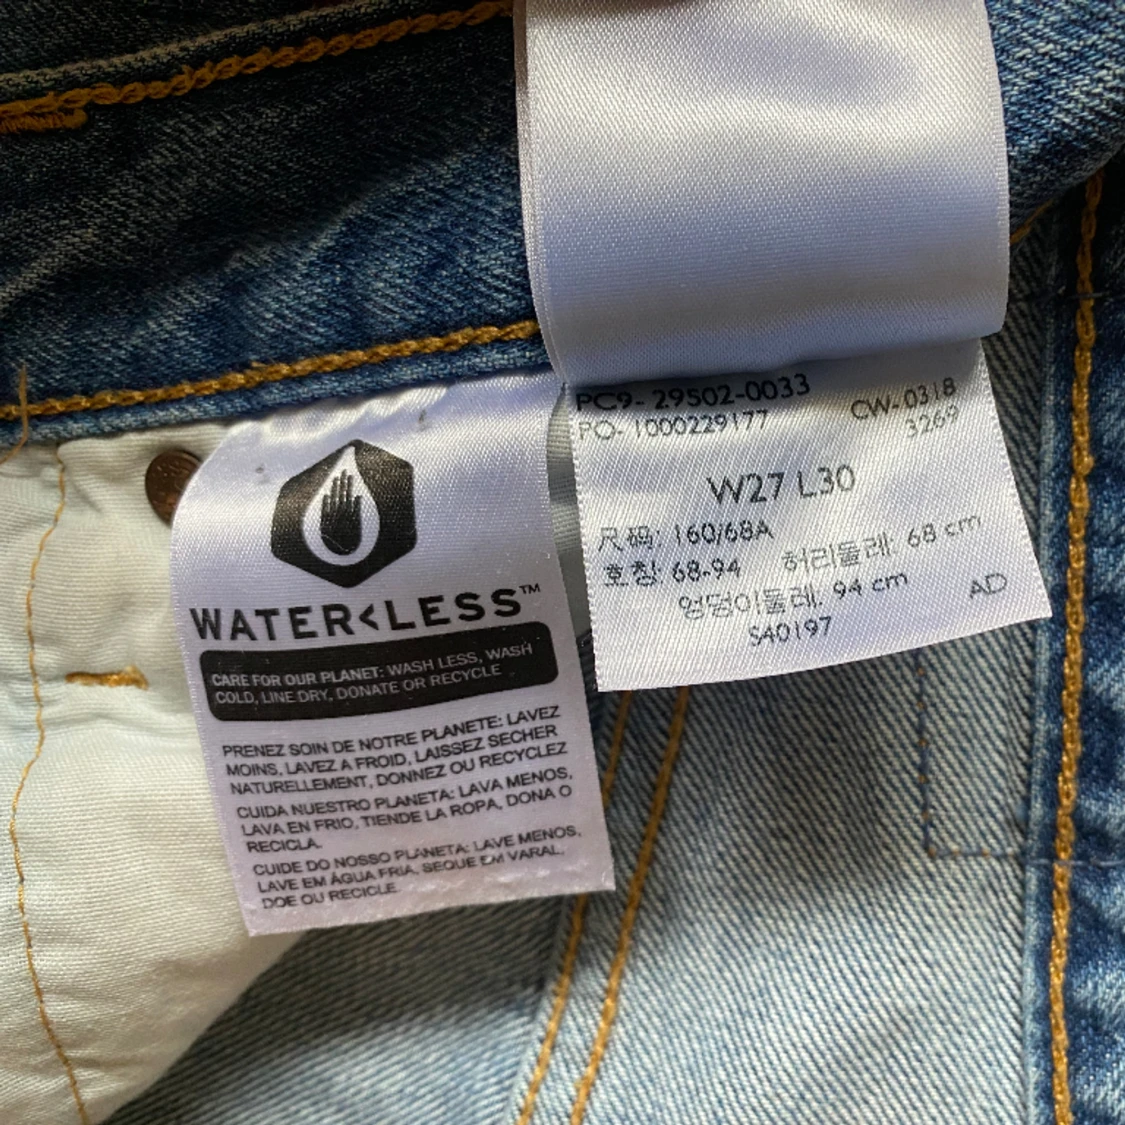 WATER<LESS™
CARE FOR OUR PLANET: WASH LESS, WASH
COLD, LINE DRY, DONATE OR RECYCLE
PRENEZ SOIN DE NOTRE PLANETE: LAVEZ
MOINS, LAVEZ A FROID, LAISSEZ SECHER
NATURELLEMENT, DONNEZ OU RECYCLEZ
CUIDA NUESTRO PLANETA: LAVA MENOS,
LAVA EN FRIO, TIENDE LA ROPA, DONA O
RECICLA.
CUIDE DO NOSSO PLANETA: LAVE MENOS,
LAVE EM ÁGUA FRIA, SEQUE EM VARAL,
DOE OU RECICLE.
PC9- 29502-0033
PO- 1000229177 CW-0318
3269
W27 L30
尺码: 160/68A
호칭: 68-94 허리둘레: 68 cm
엉덩이둘레: 94 cm AD
S40197